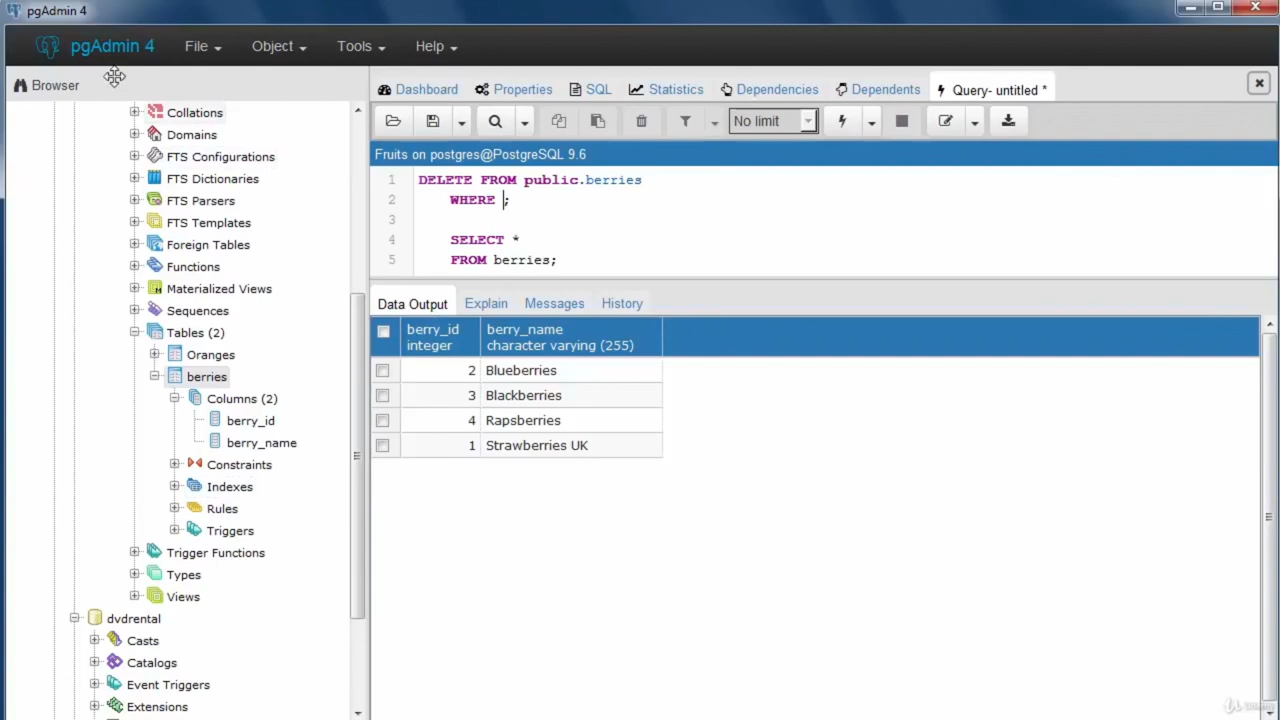 pgAdmin 4
pgAdmin 4 File Object Tools Help
Browser
Dashboard Properties SQL Statistics Dependencies Dependents Query- untitled *
No limit
Fruits on postgres@PostgreSQL 9.6
1 DELETE FROM public.berries
2 WHERE ;
3
4 SELECT *
5 FROM berries;
Collations
Domains
FTS Configurations
FTS Dictionaries
FTS Parsers
FTS Templates
Foreign Tables
Functions
Materialized Views
Sequences
Tables (2)
Oranges
berries
Columns (2)
berry_id
berry_name
Constraints
Indexes
Rules
Triggers
Trigger Functions
Types
Views
dvdrental
Casts
Catalogs
Event Triggers
Extensions
Data Output Explain Messages History
berry_id berry_name
integer character varying (255)
2 Blueberries
3 Blackberries
4 Rapsberries
1 Strawberries UK